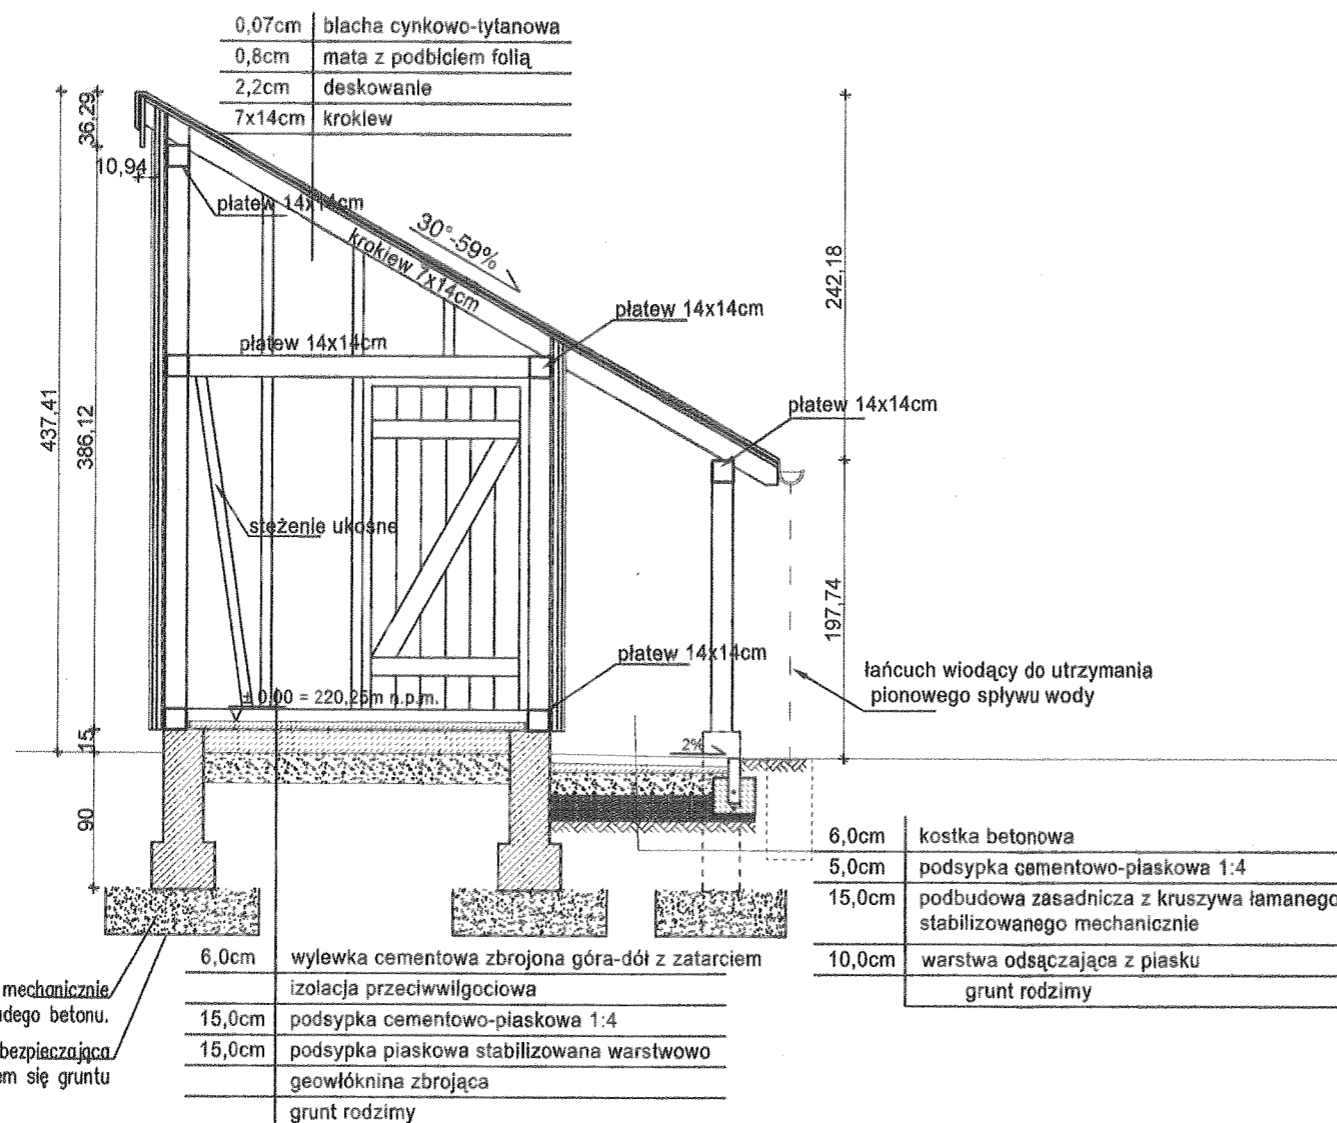 0,07cm blacha cynkowo-tytanowa
0,8cm mata z podbiciem folią
2,2cm deskowanie
7x14cm krokiew
36,29
10,94
płatew 14x14cm
30°-59%
krokiew 7x14cm
242,18
płatew 14x14cm
płatew 14x14cm
płatew 14x14cm
437,41
386,12
stężenie ukośne
197,74
płatew 14x14cm
łańcuch wiodący do utrzymania
pionowego spływu wody
± 0,00 = 220,25m n.p.m.
15
2%
90
6,0cm kostka betonowa
5,0cm podsypka cementowo-piaskowa 1:4
15,0cm podbudowa zasadnicza z kruszywa łamanego
stabilizowanego mechanicznie
10,0cm warstwa odsączająca z piasku
grunt rodzimy
6,0cm wylewka cementowa zbrojona góra-dół z zatarciem
izolacja przeciwwilgociowa
15,0cm podsypka cementowo-piaskowa 1:4
15,0cm podsypka piaskowa stabilizowana warstwowo
geowłóknina zbrojąca
grunt rodzimy
mechanicznie
betonu.
się gruntu